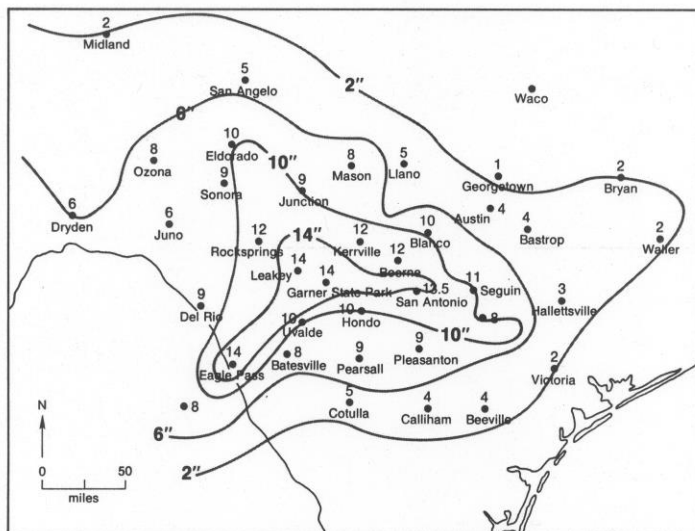 2
Midland
5
San Angelo
2"
Waco
6"
10
Eldorado
8
Ozona
9
Sonora
10"
9
Junction
8
Mason
5
Llano
1
Georgetown
2
Bryan
6
Dryden
6
Juno
Austin 4
4
Bastrop
2
Waller
12
Rocksprings
14"
12
Kerrville
10
Blanco
14
Leakey
12
Boerne
14
Garner State Park
13.5
San Antonio
11
Seguin
3
Hallettsville
9
Del Rio
10
Uvalde
10
Hondo
10"
8
14
Eagle Pass
8
Batesville
9
Pearsall
9
Pleasanton
2
Victoria
8
5
Cotulla
4
Calliham
4
Beeville
6"
2"
N
0 50
miles